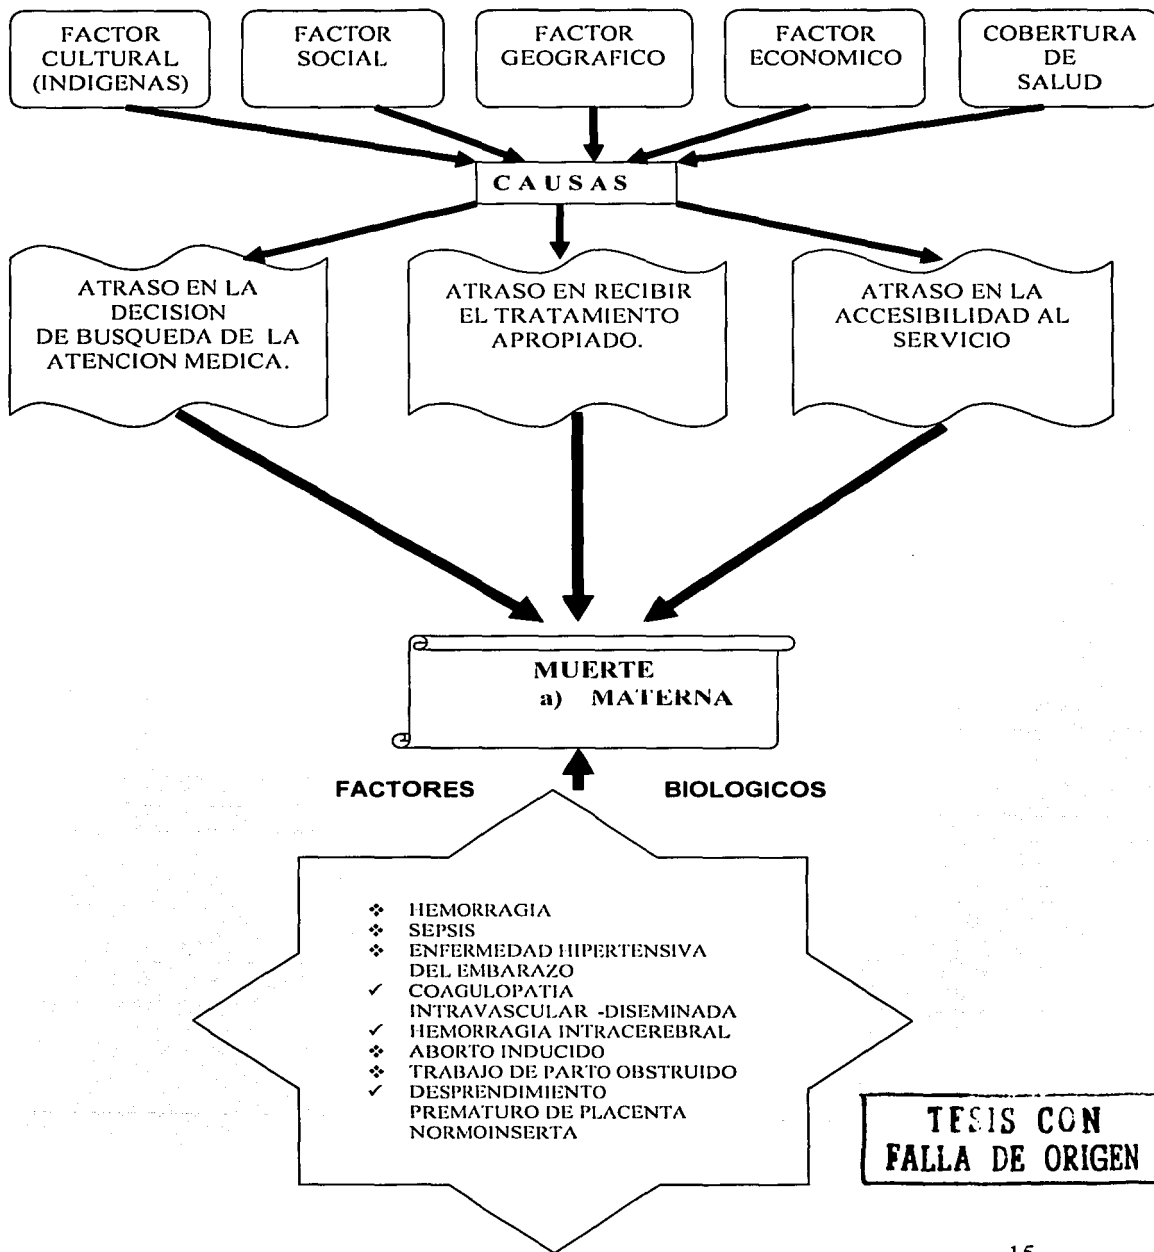 FACTOR
CULTURAL
(INDIGENAS)
FACTOR
SOCIAL
FACTOR
GEOGRAFICO
FACTOR
ECONOMICO
COBERTURA
DE
SALUD
CAUSAS
ATRASO EN LA
DECISION
DE BUSQUEDA DE LA
ATENCION MEDICA.
ATRASO EN RECIBIR
EL TRATAMIENTO
APROPIADO.
ATRASO EN LA
ACCESIBILIDAD AL
SERVICIO
MUERTE
a) MATERNA
FACTORES BIOLOGICOS
❖ HEMORRAGIA
❖ SEPSIS
❖ ENFERMEDAD HIPERTENSIVA
DEL EMBARAZO
✓ COAGULOPATIA
INTRAVASCULAR -DISEMINADA
✓ HEMORRAGIA INTRACEREBRAL
❖ ABORTO INDUCIDO
❖ TRABAJO DE PARTO OBSTRUIDO
✓ DESPRENDIMIENTO
PREMATURO DE PLACENTA
NORMOINSERTA
TESIS CON
FALLA DE ORIGEN
15